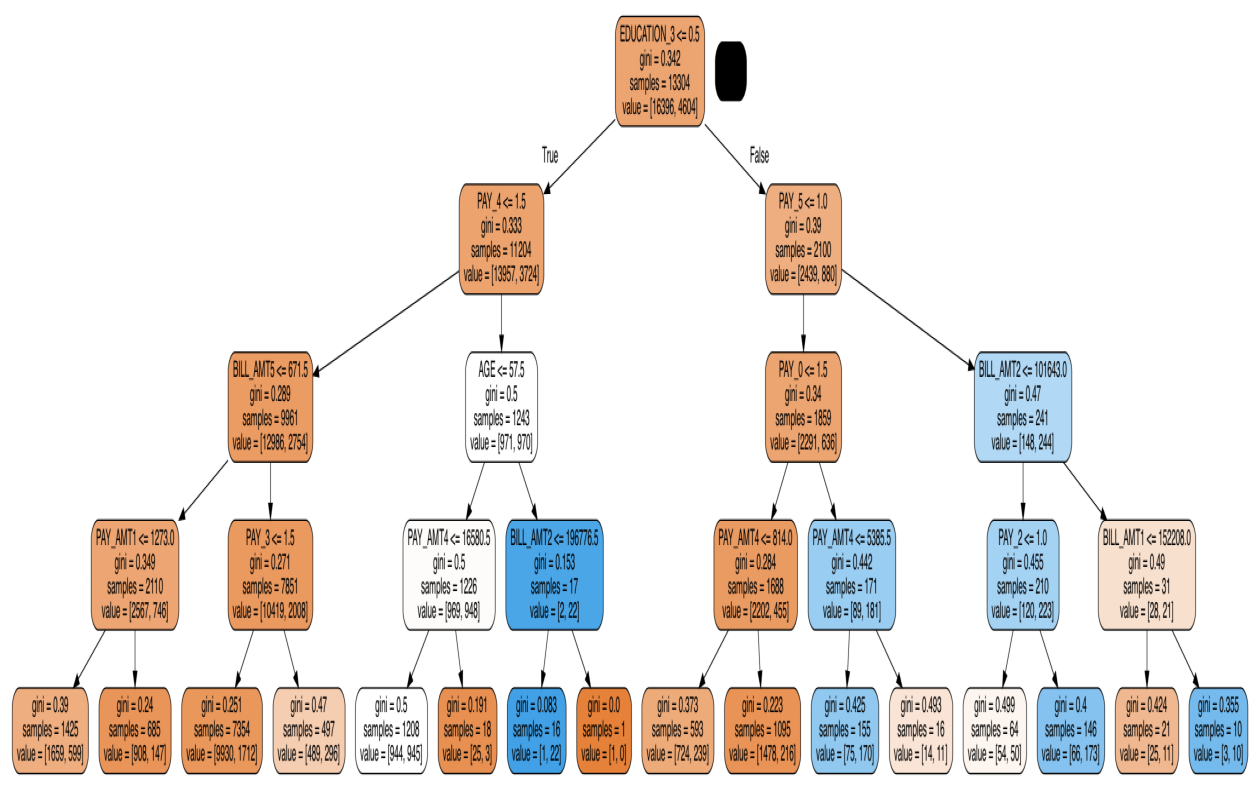 EDUCATION_3 <= 0.5
gini = 0.342
samples = 13304
value = [16396, 4604]
True
False
PAY_4 <= 1.5
gini = 0.333
samples = 11204
value = [13957, 3724]
PAY_5 <= 1.0
gini = 0.39
samples = 2100
value = [2439, 880]
BILL_AMT5 <= 671.5
gini = 0.289
samples = 9961
value = [12986, 2754]
AGE <= 57.5
gini = 0.5
samples = 1243
value = [971, 970]
PAY_0 <= 1.5
gini = 0.34
samples = 1859
value = [2291, 636]
BILL_AMT2 <= 101643.0
gini = 0.47
samples = 241
value = [148, 244]
PAY_AMT1 <= 1273.0
gini = 0.349
samples = 2110
value = [2567, 746]
PAY_3 <= 1.5
gini = 0.271
samples = 7851
value = [10419, 2008]
PAY_AMT4 <= 16580.5
gini = 0.5
samples = 1226
value = [969, 948]
BILL_AMT2 <= 196776.5
gini = 0.153
samples = 17
value = [2, 22]
PAY_AMT4 <= 814.0
gini = 0.284
samples = 1688
value = [2202, 455]
PAY_AMT4 <= 5385.5
gini = 0.442
samples = 171
value = [89, 181]
PAY_2 <= 1.0
gini = 0.455
samples = 210
value = [120, 223]
BILL_AMT1 <= 152208.0
gini = 0.49
samples = 31
value = [28, 21]
gini = 0.39
samples = 1425
value = [1659, 599]
gini = 0.24
samples = 685
value = [908, 147]
gini = 0.251
samples = 7354
value = [9930, 1712]
gini = 0.47
samples = 497
value = [489, 296]
gini = 0.5
samples = 1208
value = [944, 945]
gini = 0.191
samples = 18
value = [25, 3]
gini = 0.083
samples = 16
value = [1, 22]
gini = 0.0
samples = 1
value = [1, 0]
gini = 0.373
samples = 593
value = [724, 239]
gini = 0.223
samples = 1095
value = [1478, 216]
gini = 0.425
samples = 155
value = [75, 170]
gini = 0.493
samples = 16
value = [14, 11]
gini = 0.499
samples = 64
value = [54, 50]
gini = 0.4
samples = 146
value = [66, 173]
gini = 0.424
samples = 21
value = [25, 11]
gini = 0.355
samples = 10
value = [3, 10]